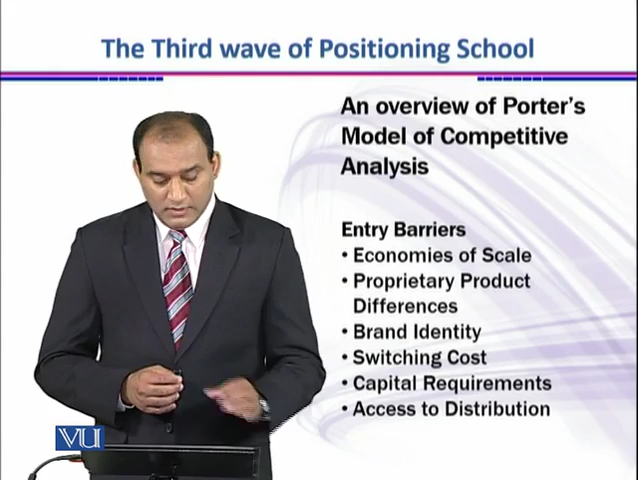 The Third wave of Positioning School
An overview of Porter's
Model of Competitive
Analysis
Entry Barriers
• Economies of Scale
• Proprietary Product
Differences
• Brand Identity
• Switching Cost
• Capital Requirements
• Access to Distribution
VU